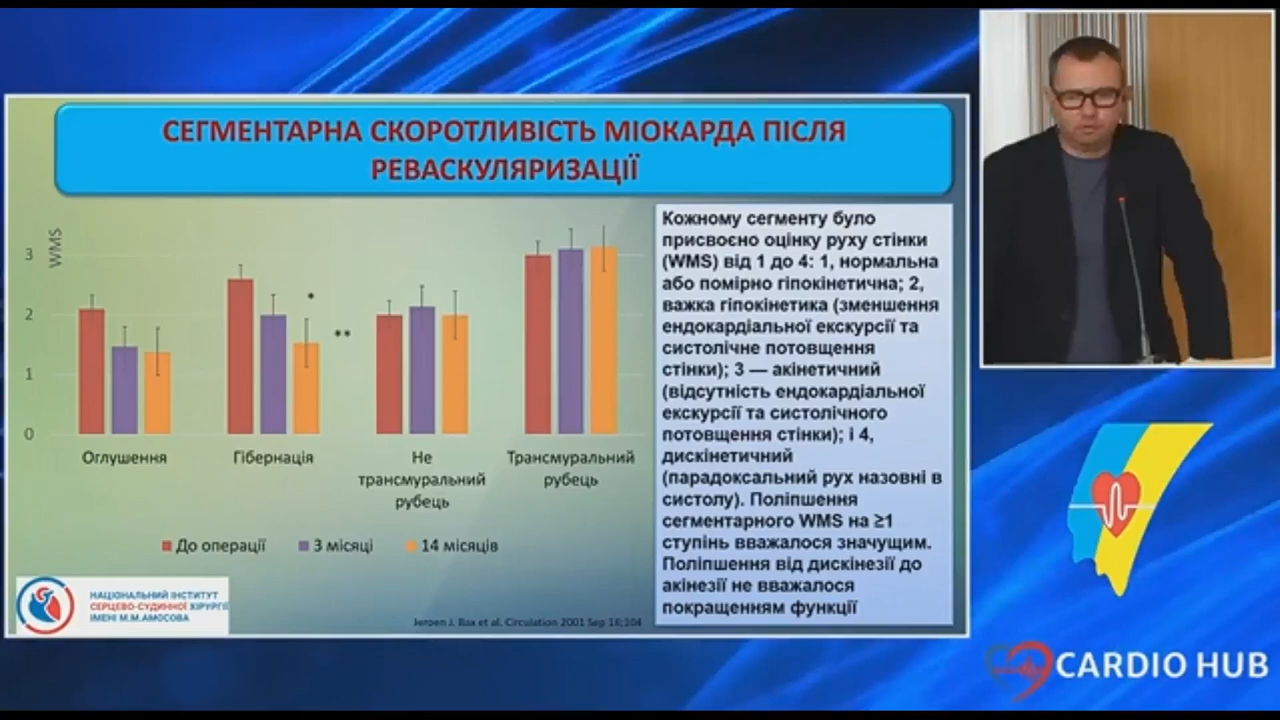 СЕГМЕНТАРНА СКОРОТЛИВІСТЬ МІОКАРДА ПІСЛЯ
РЕВАСКУЛЯРИЗАЦІЇ
WMS
3
2
1
0
*
**
Оглушення
Гібернація
Не
трансмуральний
рубець
Трансмуральний
рубець
До операції
3 місяці
14 місяців
Кожному сегменту було
присвоєно оцінку руху стінки
(WMS) від 1 до 4: 1, нормальна
або помірно гіпокінетична; 2,
важка гіпокінетика (зменшення
ендокардіальної екскурсії та
систолічне потовщення
стінки); 3 — акінетичний
(відсутність ендокардіальної
екскурсії та систолічного
потовщення стінки); і 4,
дискінетичний
(парадоксальний рух назовні в
систолу). Поліпшення
сегментарного WMS на ≥1
ступінь вважалося значущим.
Поліпшення від дискінезії до
акінезії не вважалося
покращенням функції
НАЦІОНАЛЬНИЙ ІНСТИТУТ
СЕРЦЕВО-СУДИННОЇ ХІРУРГІЇ
ІМЕНІ М.М.АМОСОВА
Jeroen J. Bax et al. Circulation 2001 Sep 18;104
CARDIO HUB